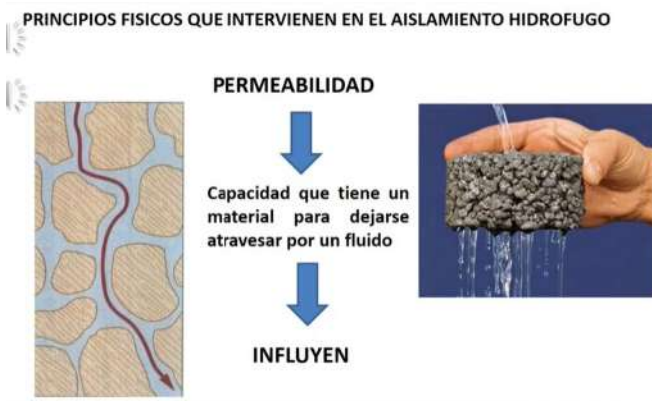 PRINCIPIOS FISICOS QUE INTERVIENEN EN EL AISLAMIENTO HIDROFUGO
PERMEABILIDAD
Capacidad que tiene un
material para dejarse
atravesar por un fluido
INFLUYEN